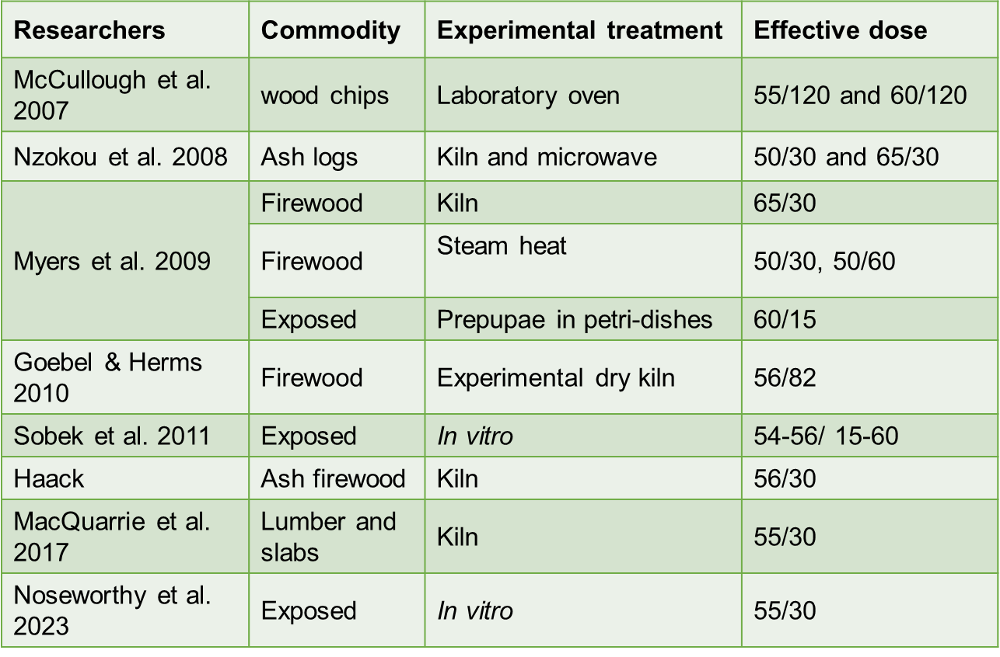 Researchers Commodity Experimental treatment Effective dose
McCullough et al.
2007
wood chips Laboratory oven 55/120 and 60/120
Nzokou et al. 2008 Ash logs Kiln and microwave 50/30 and 65/30
Myers et al. 2009
Firewood Kiln 65/30
Firewood Steam heat 50/30, 50/60
Exposed Prepupae in petri-dishes 60/15
Goebel & Herms
2010
Firewood Experimental dry kiln 56/82
Sobek et al. 2011 Exposed In vitro 54-56/ 15-60
Haack Ash firewood Kiln 56/30
MacQuarrie et al.
2017
Lumber and
slabs
Kiln 55/30
Noseworthy et al.
2023
Exposed In vitro 55/30